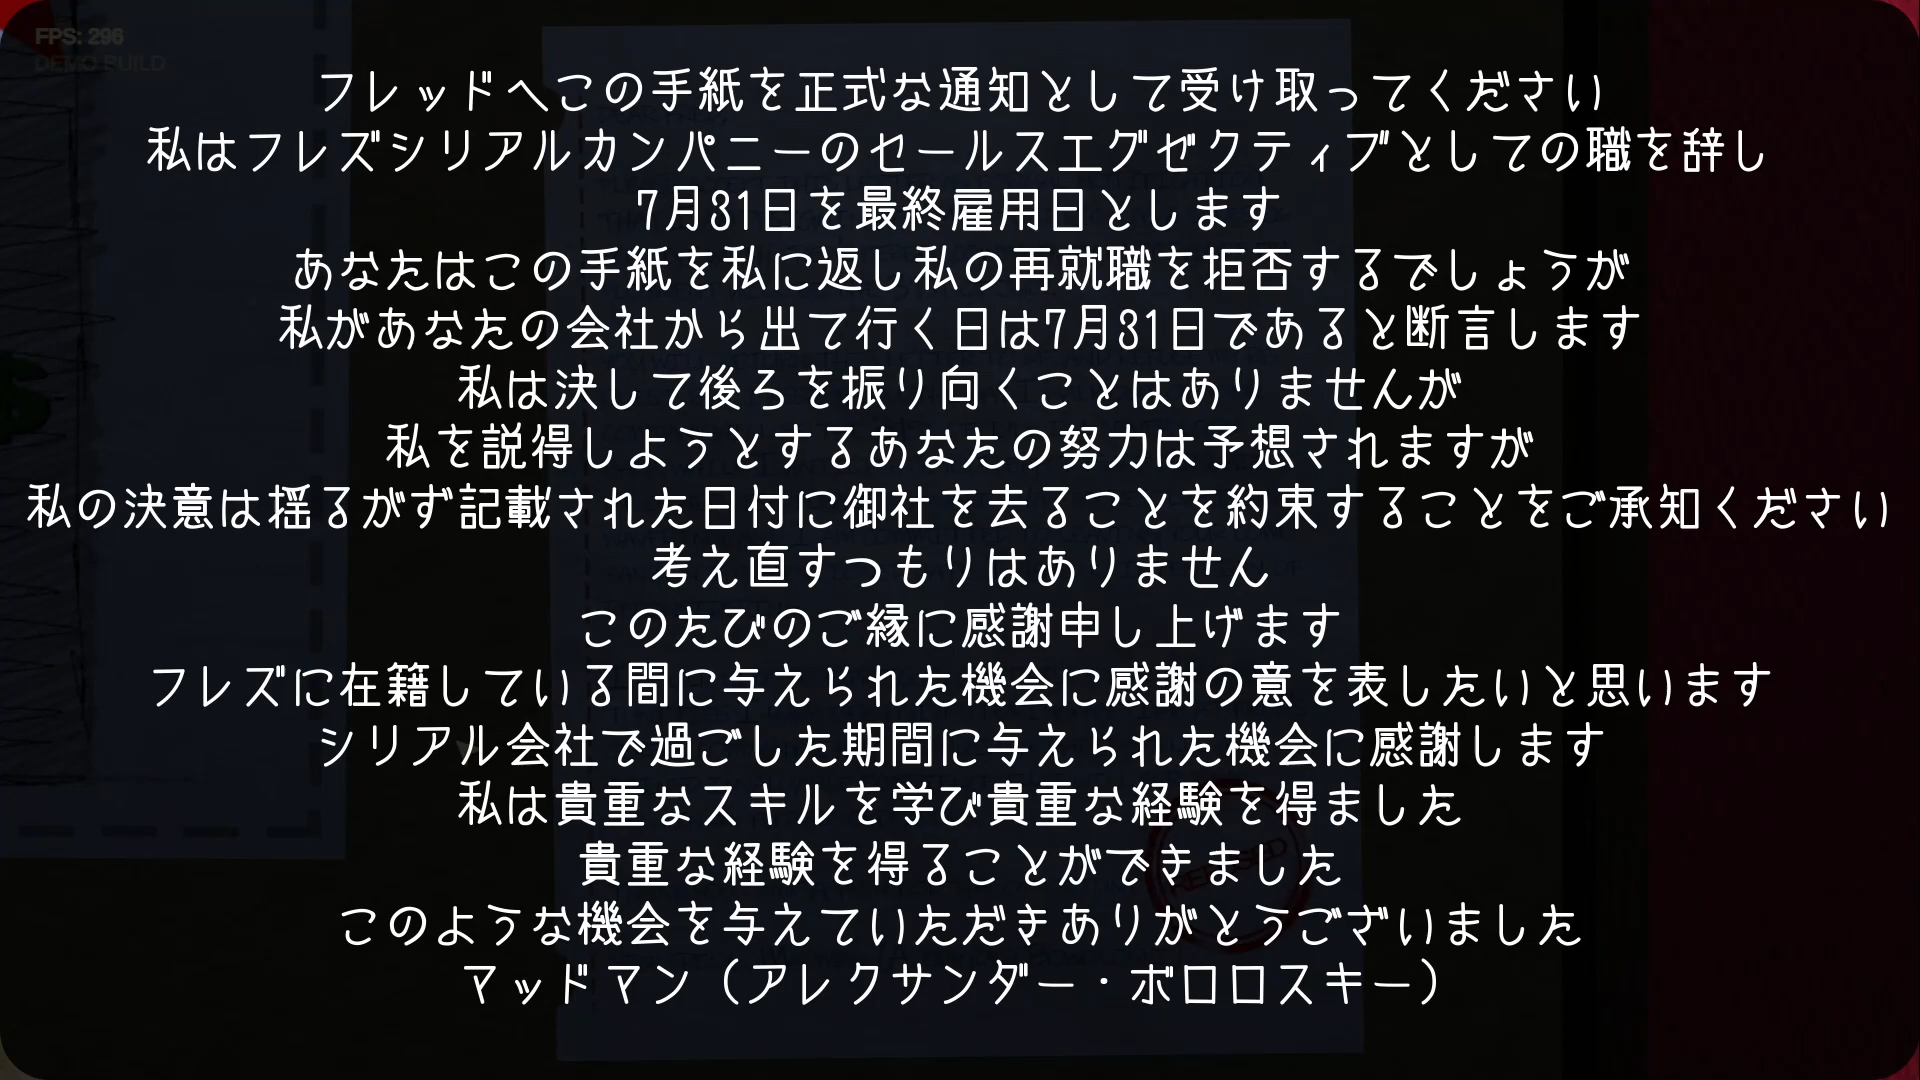 FPS: 296
DEMO BUILD
フレッドへこの手紙を正式な通知として受け取ってください
私はフレズシリアルカンパニーのセールスエグゼクティブとしての職を辞し
7月31日を最終雇用日とします
あなたはこの手紙を私に返し私の再就職を拒否するでしょうが
私があなたの会社から出て行く日は7月31日であると断言します
私は決して後ろを振り向くことはありませんが
私を説得しようとするあなたの努力は予想されますが
私の決意は揺るがず記載された日付に御社を去ることを約束することをご承知ください
考え直すつもりはありません
このたびのご縁に感謝申し上げます
フレズに在籍している間に与えられた機会に感謝の意を表したいと思います
シリアル会社で過ごした期間に与えられた機会に感謝します
私は貴重なスキルを学び貴重な経験を得ました
貴重な経験を得ることができました
このような機会を与えていただきありがとうございました
マッドマン（アレクサンダー・ボロロスキー）